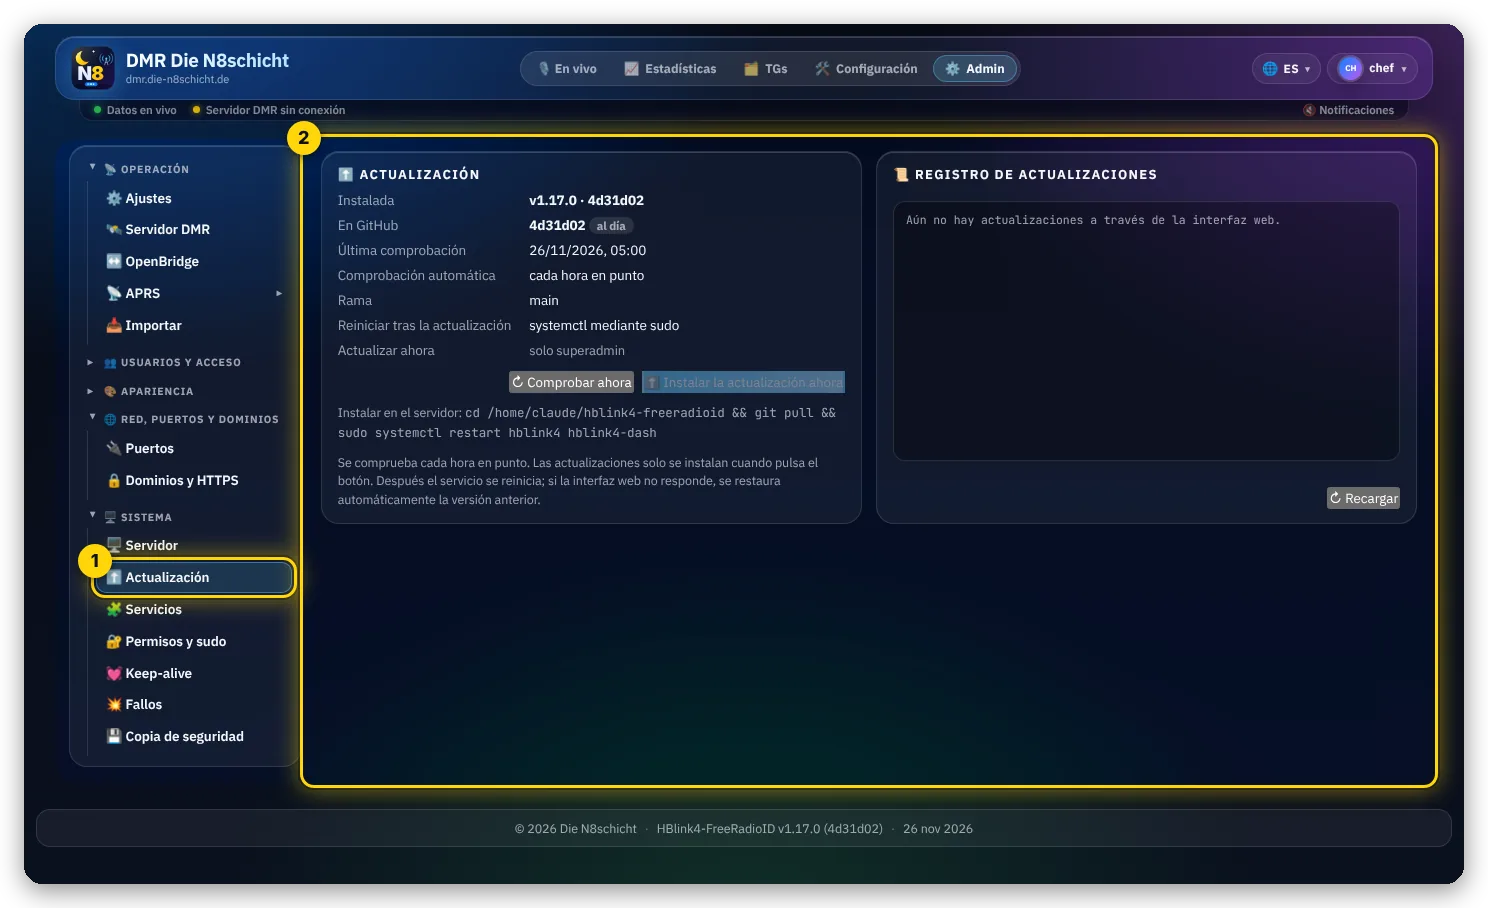 N8
DMR Die N8schicht
dmr.die-n8schicht.de
En vivo
Estadísticas
TGs
Configuración
Admin
ES
CH
chef
Datos en vivo
Servidor DMR sin conexión
Notificaciones
2
OPERACIÓN
Ajustes
Servidor DMR
OpenBridge
APRS
Importar
USUARIOS Y ACCESO
APARIENCIA
RED, PUERTOS Y DOMINIOS
Puertos
Dominios y HTTPS
SISTEMA
Servidor
1
Actualización
Servicios
Permisos y sudo
Keep-alive
Fallos
Copia de seguridad
ACTUALIZACIÓN
Instalada v1.17.0 · 4d31d02
En GitHub 4d31d02 al día
Última comprobación 26/11/2026, 05:00
Comprobación automática cada hora en punto
Rama main
Reiniciar tras la actualización systemctl mediante sudo
Actualizar ahora solo superadmin
Comprobar ahora
Instalar la actualización ahora
Instalar en el servidor: cd /home/claude/hblink4-freeradioid && git pull &&
sudo systemctl restart hblink4 hblink4-dash
Se comprueba cada hora en punto. Las actualizaciones solo se instalan cuando pulsa el
botón. Después el servicio se reinicia; si la interfaz web no responde, se restaura
automáticamente la versión anterior.
REGISTRO DE ACTUALIZACIONES
Aún no hay actualizaciones a través de la interfaz web.
Recargar
© 2026 Die N8schicht · HBlink4-FreeRadioID v1.17.0 (4d31d02) · 26 nov 2026